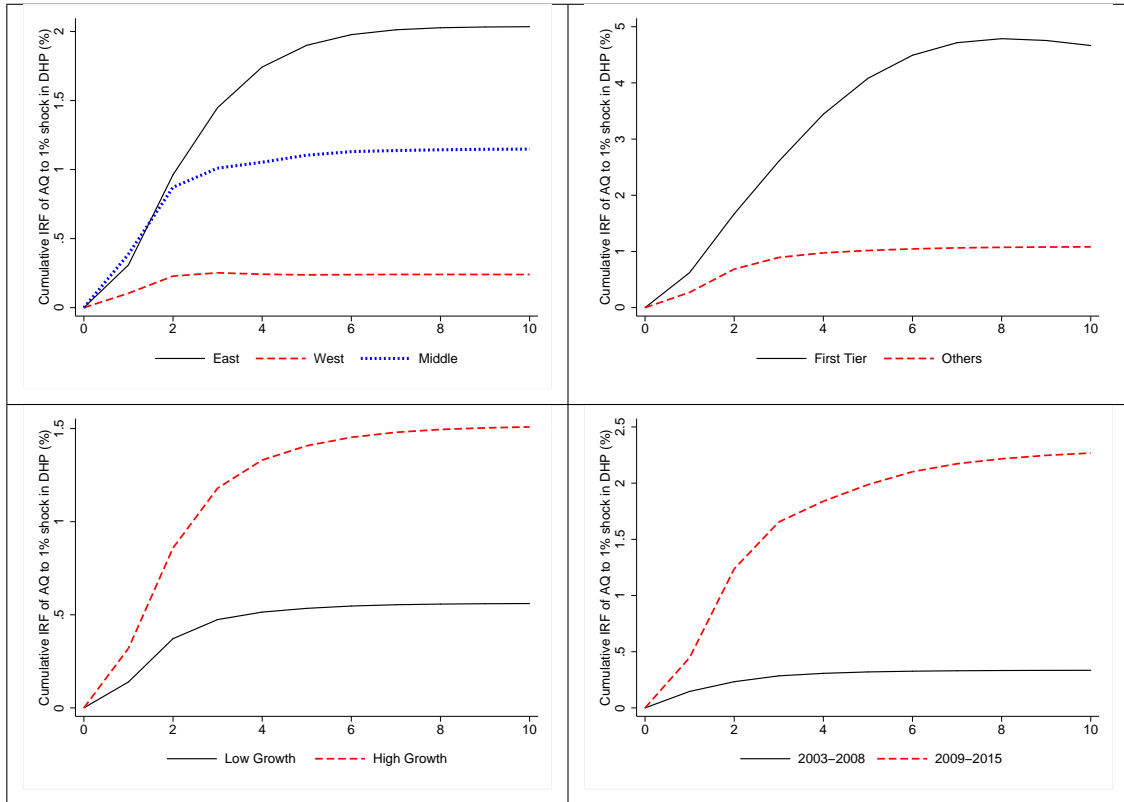 Cumulative IRF of AQ to 1% shock in DHP (%)
2
1.5
1
.5
0
0 2 4 6 8 10
East West Middle
Cumulative IRF of AQ to 1% shock in DHP (%)
5
4
3
2
1
0
0 2 4 6 8 10
First Tier Others
Cumulative IRF of AQ to 1% shock in DHP (%)
1.5
1
.5
0
0 2 4 6 8 10
Low Growth High Growth
Cumulative IRF of AQ to 1% shock in DHP (%)
2.5
2
1.5
1
.5
0
0 2 4 6 8 10
2003−2008 2009−2015